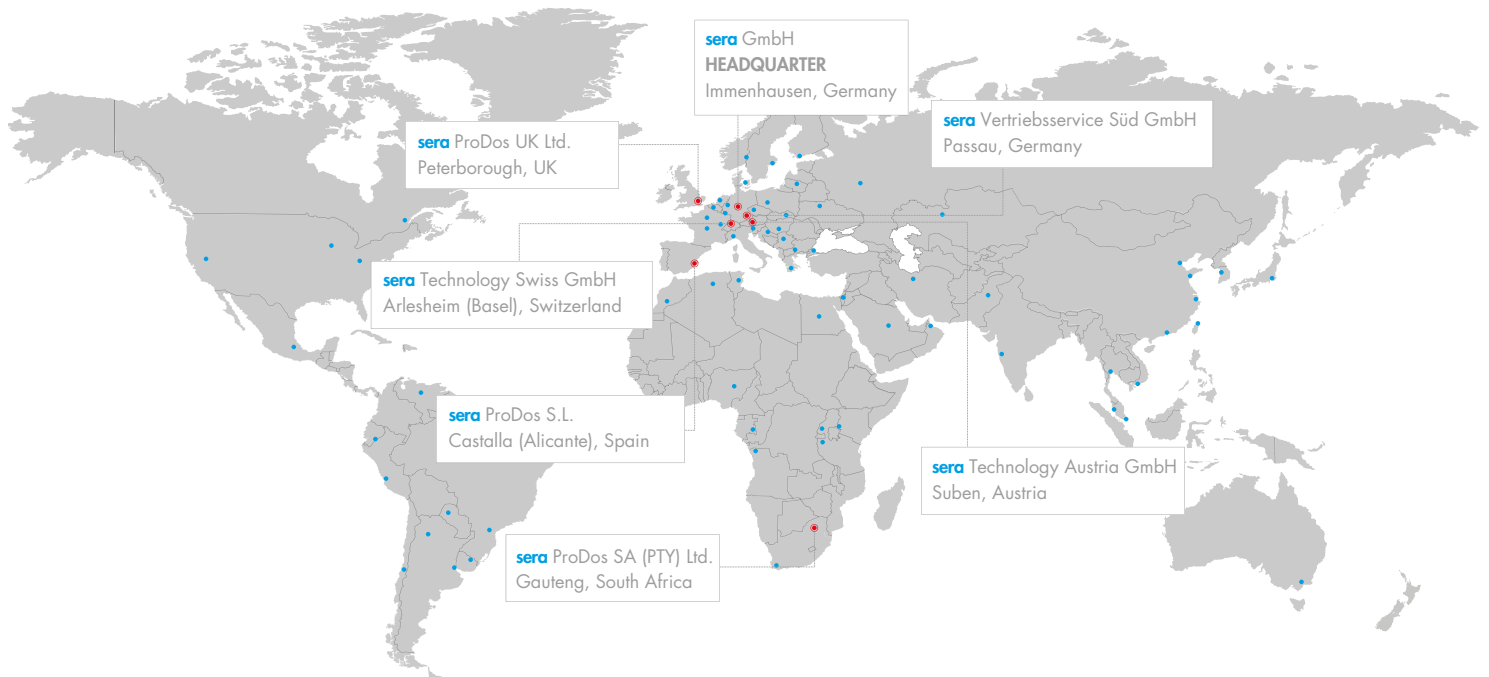 sera GmbH
HEADQUARTER
Immenhausen, Germany
sera Vertriebsservice Süd GmbH
Passau, Germany
sera ProDos UK Ltd.
Peterborough, UK
sera Technology Swiss GmbH
Arlesheim (Basel), Switzerland
sera ProDos S.L.
Castalla (Alicante), Spain
sera Technology Austria GmbH
Suben, Austria
sera ProDos SA (PTY) Ltd.
Gauteng, South Africa